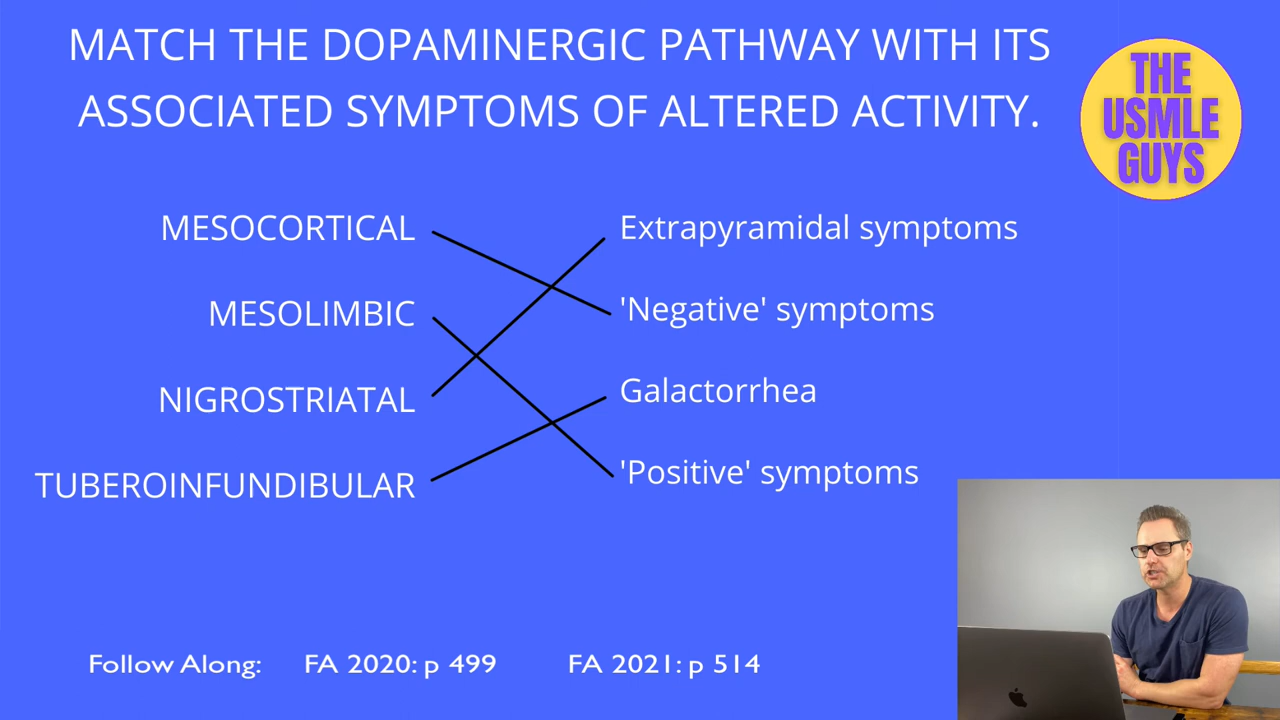 MATCH THE DOPAMINERGIC PATHWAY WITH ITS
ASSOCIATED SYMPTOMS OF ALTERED ACTIVITY.
THE
USMLE
GUYS
MESOCORTICAL
Extrapyramidal symptoms
MESOLIMBIC
'Negative' symptoms
NIGROSTRIATAL
Galactorrhea
TUBEROINFUNDIBULAR
'Positive' symptoms
Follow Along: FA 2020: p 499 FA 2021: p 514